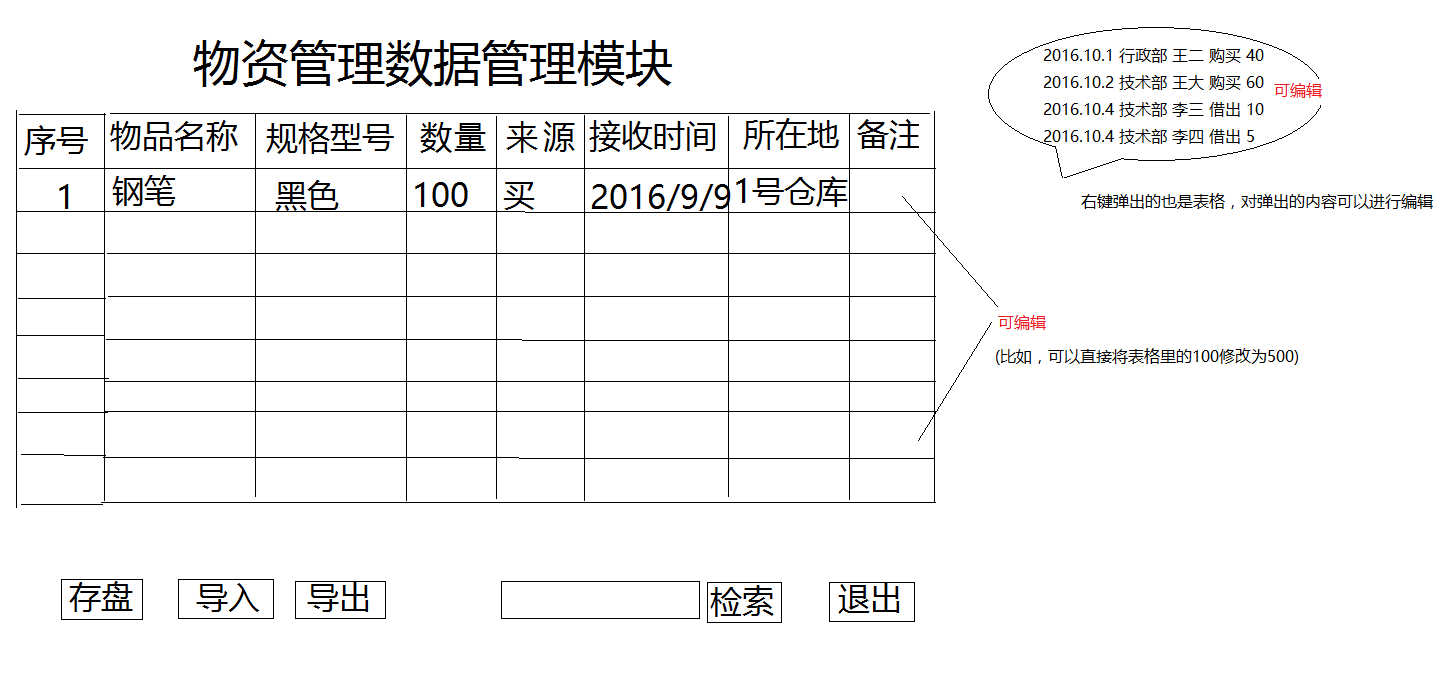 物资管理数据管理模块
序号 物品名称 规格型号 数量 来源 接收时间 所在地 备注
1 钢笔 黑色 100 买 2016/9/9 1号仓库
2016.10.1 行政部 王二 购买 40
2016.10.2 技术部 王大 购买 60
可编辑
2016.10.4 技术部 李三 借出 10
2016.10.4 技术部 李四 借出 5
右键弹出的也是表格，对弹出的内容可以进行编辑
可编辑
(比如，可以直接将表格里的100修改为500)
存盘 导入 导出 检索 退出